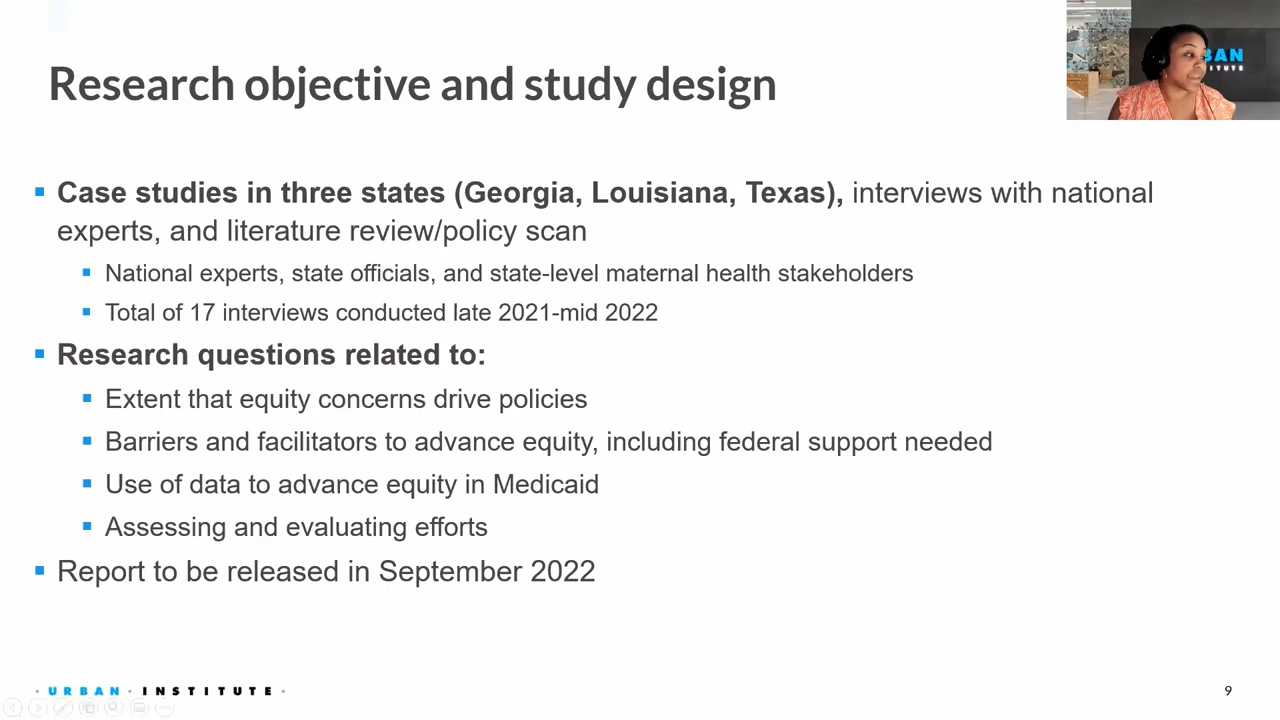 Research objective and study design
Case studies in three states (Georgia, Louisiana, Texas), interviews with national
experts, and literature review/policy scan
National experts, state officials, and state-level maternal health stakeholders
Total of 17 interviews conducted late 2021-mid 2022
Research questions related to:
Extent that equity concerns drive policies
Barriers and facilitators to advance equity, including federal support needed
Use of data to advance equity in Medicaid
Assessing and evaluating efforts
Report to be released in September 2022
· URBAN · INSTITUTE ·
9